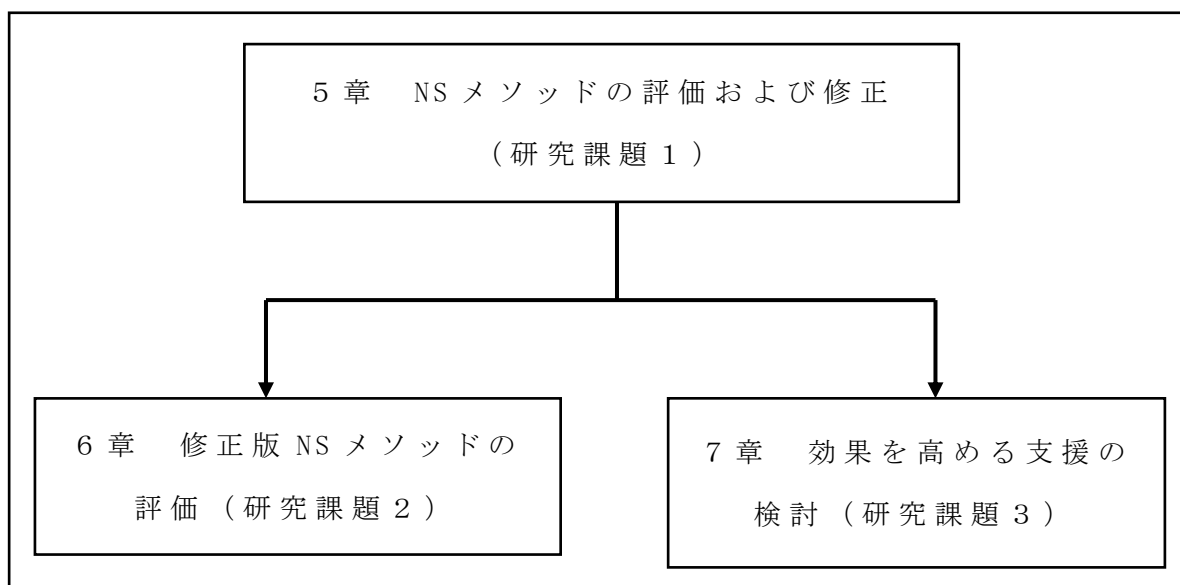 ５章　NSメソッドの評価および修正
（研究課題１）
６章　修正版NSメソッドの
評価（研究課題２）
７章　効果を高める支援の
検討（研究課題３）